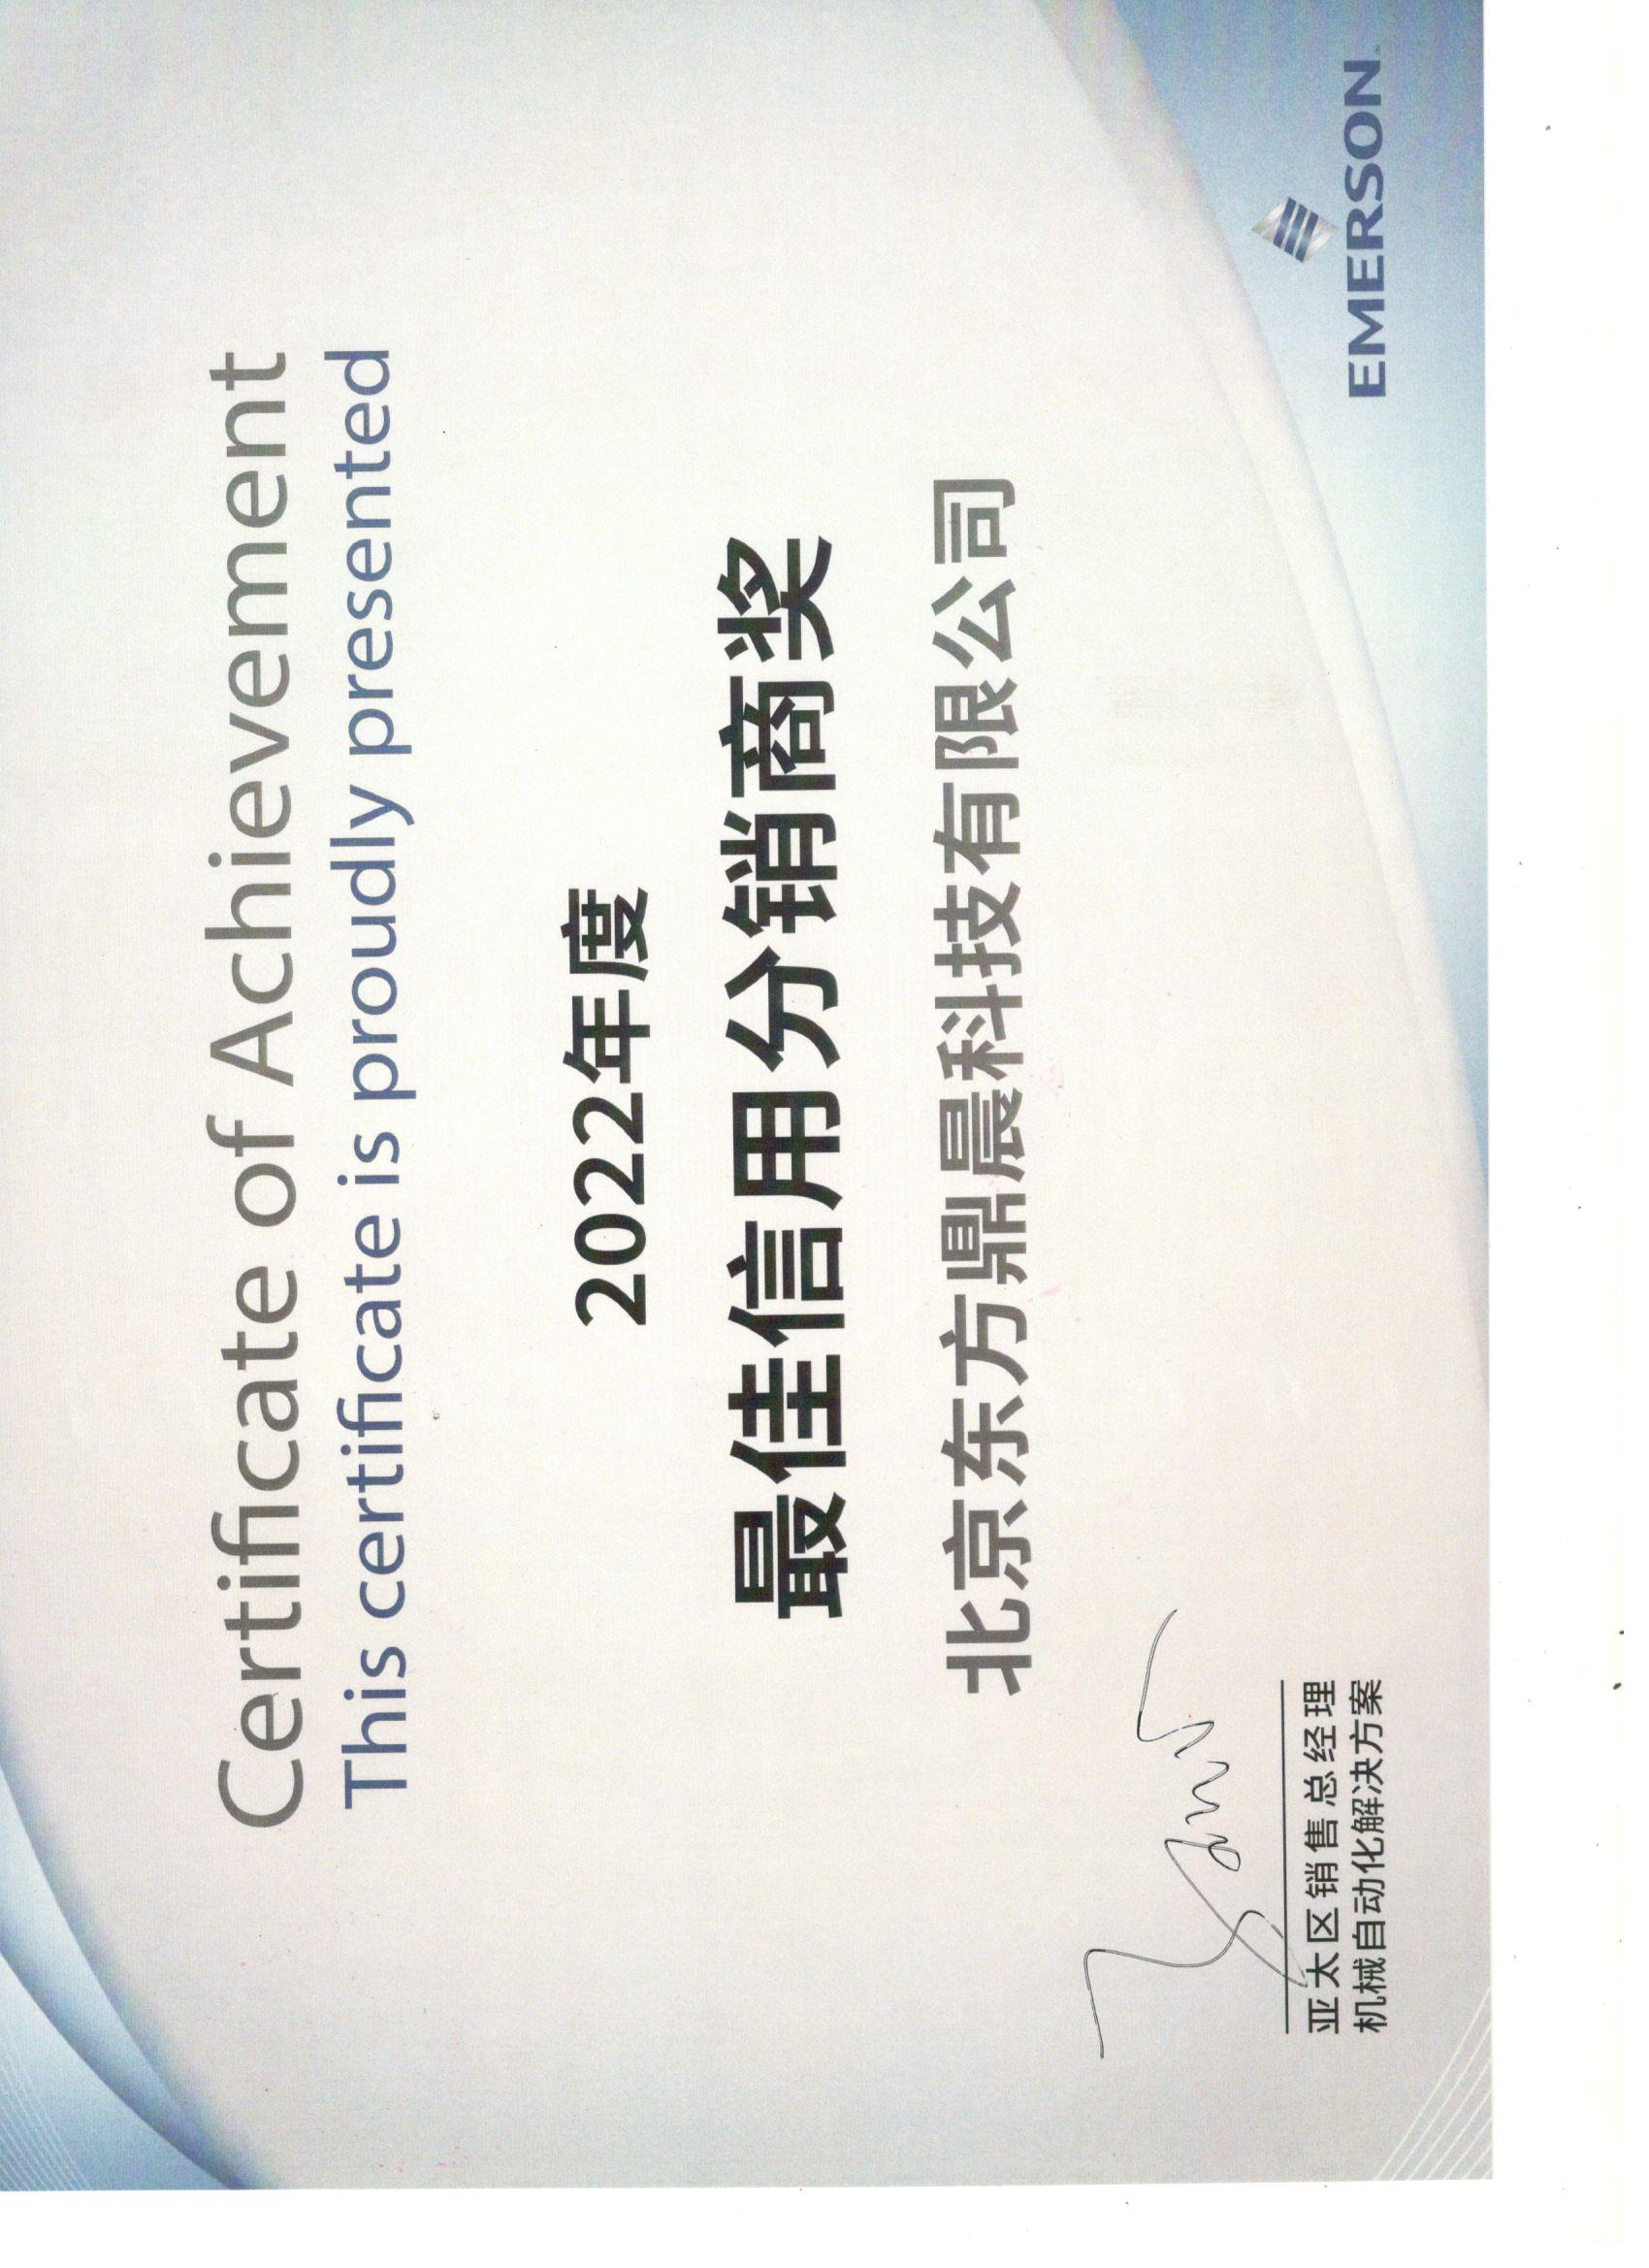 Certificate of Achievement
This certificate is proudly presented
2022年度
最佳信用分销商奖
北京东方鼎晨科技有限公司
亚太区销售总经理
机械自动化解决方案
EMERSON